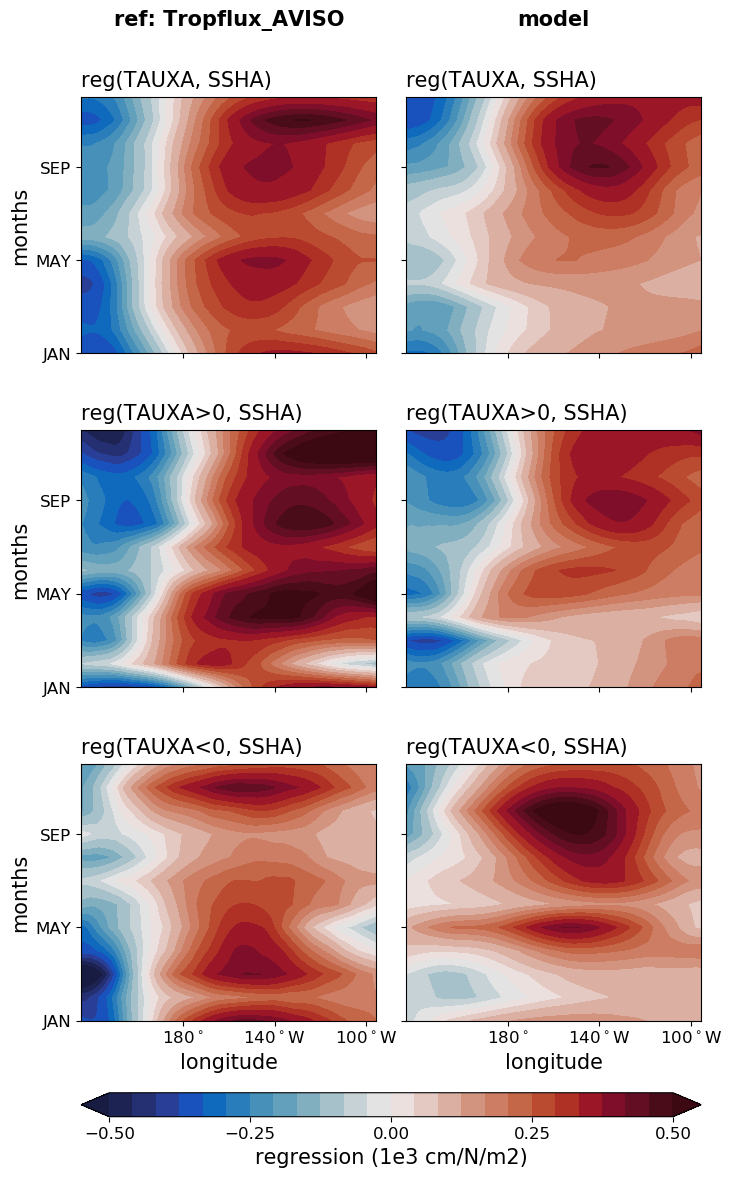 ref: Tropflux_AVISO model
reg(TAUXA, SSHA) reg(TAUXA, SSHA)
SEP
MAY
JAN
months
reg(TAUXA>0, SSHA) reg(TAUXA>0, SSHA)
SEP
MAY
JAN
months
reg(TAUXA<0, SSHA) reg(TAUXA<0, SSHA)
SEP
MAY
JAN
months
180° 140°W 100°W 180° 140°W 100°W
longitude longitude
−0.50 −0.25 0.00 0.25 0.50
regression (1e3 cm/N/m2)